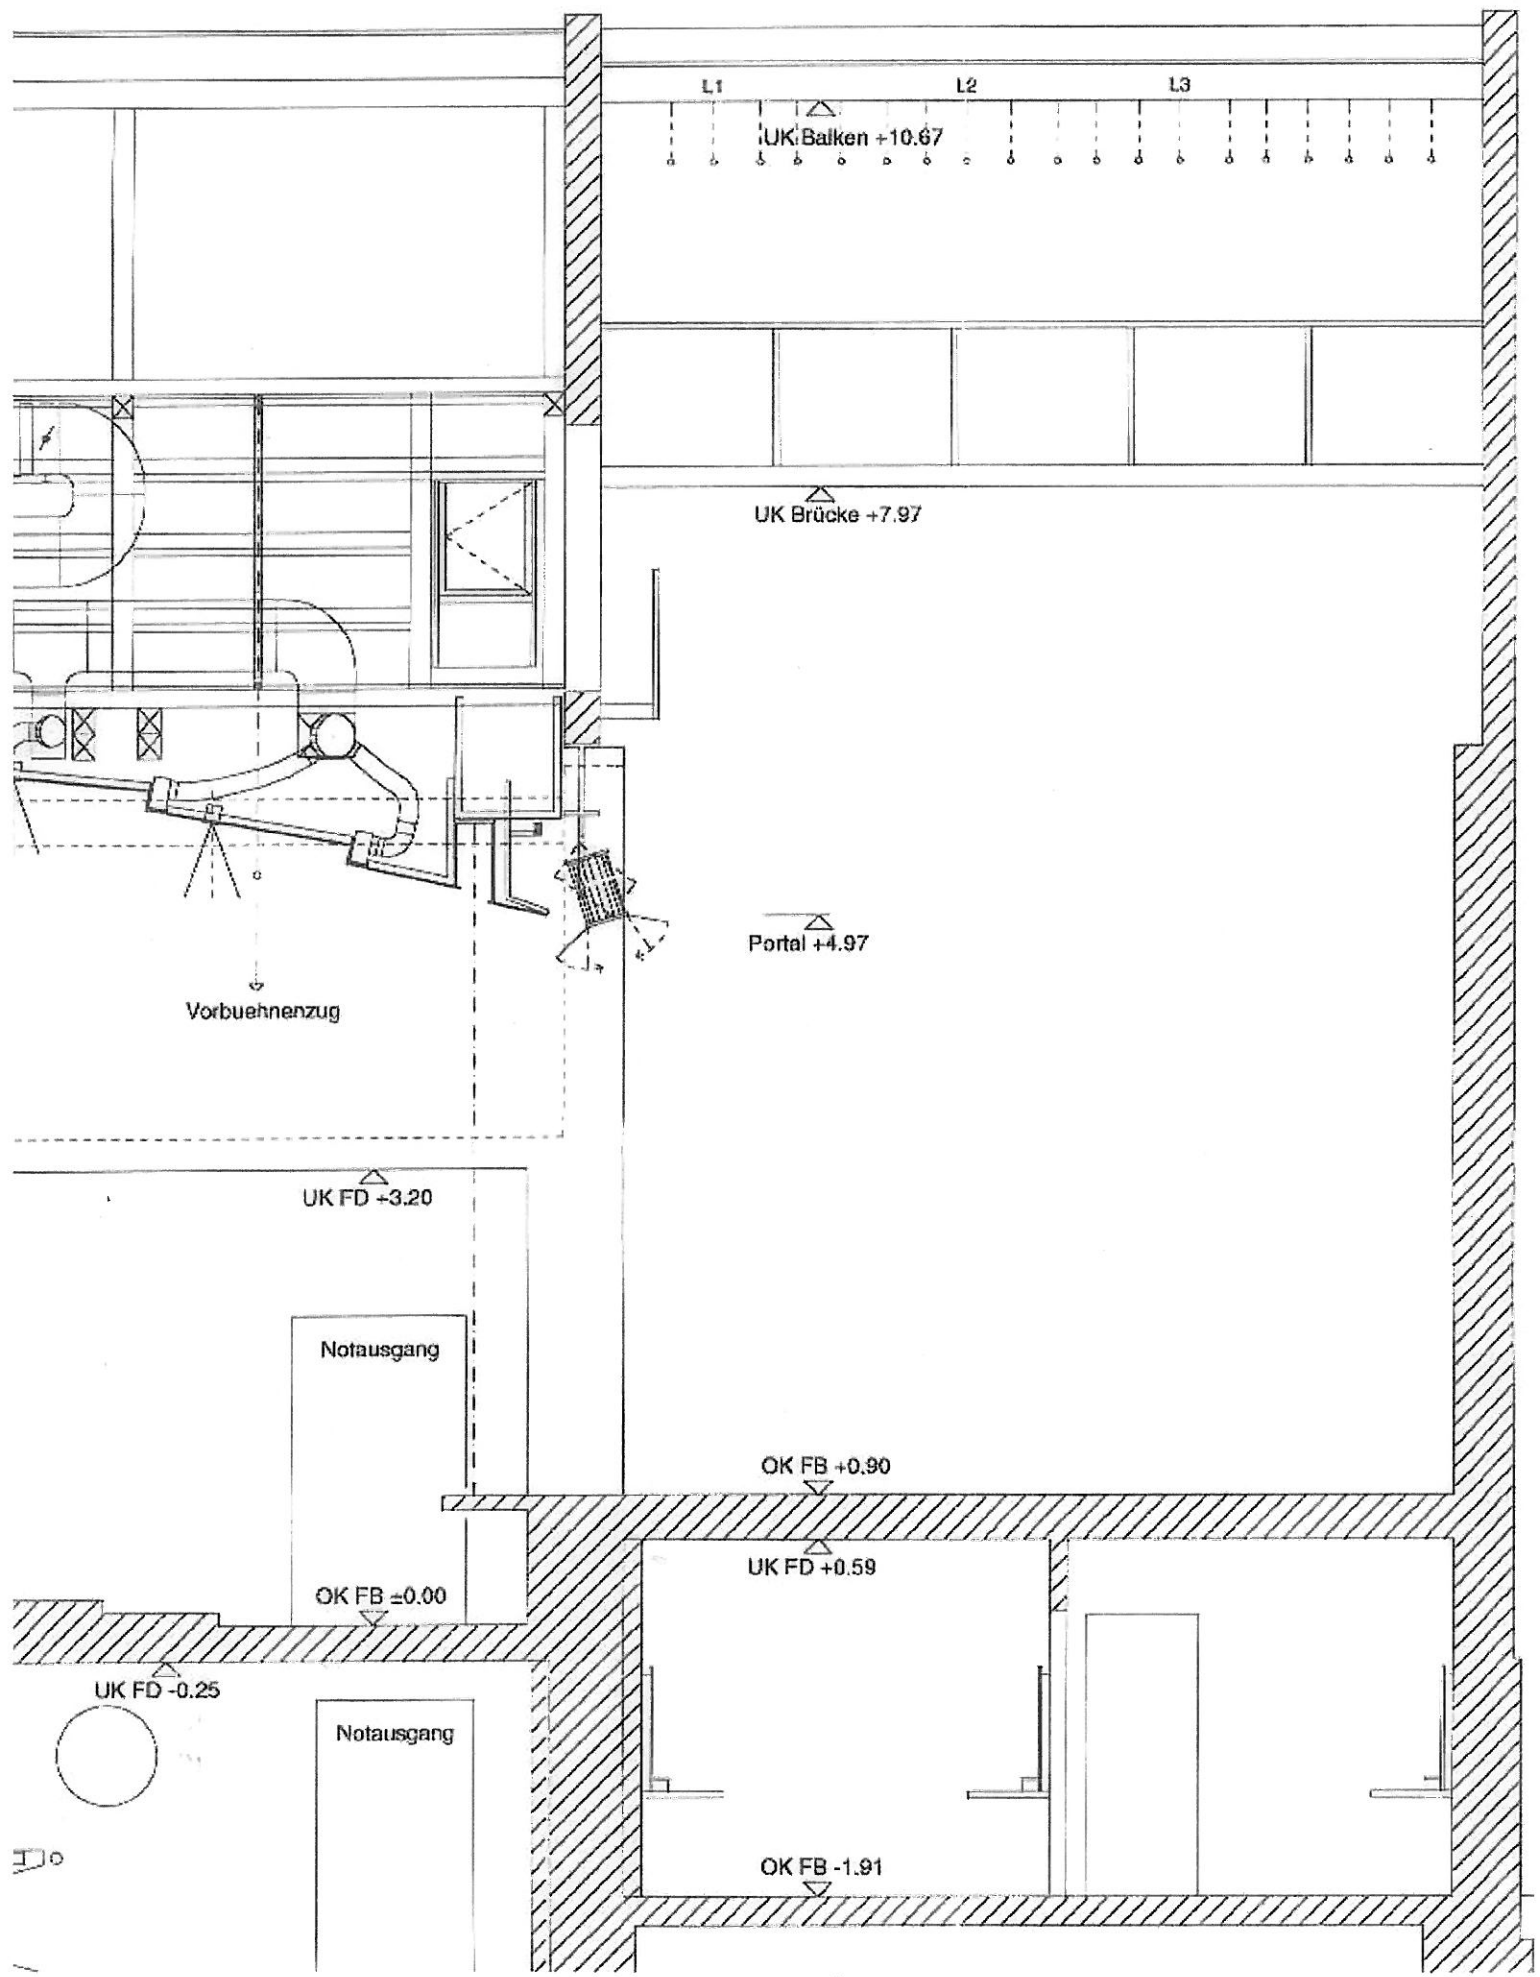 L1 L2 L3
UK Balken +10.67
UK Brücke +7.97
Portal +4.97
Vorbuehnenzug
UK FD +3.20
Notausgang
OK FB +0.90
UK FD +0.59
OK FB ±0.00
UK FD -0.25
Notausgang
OK FB -1.91